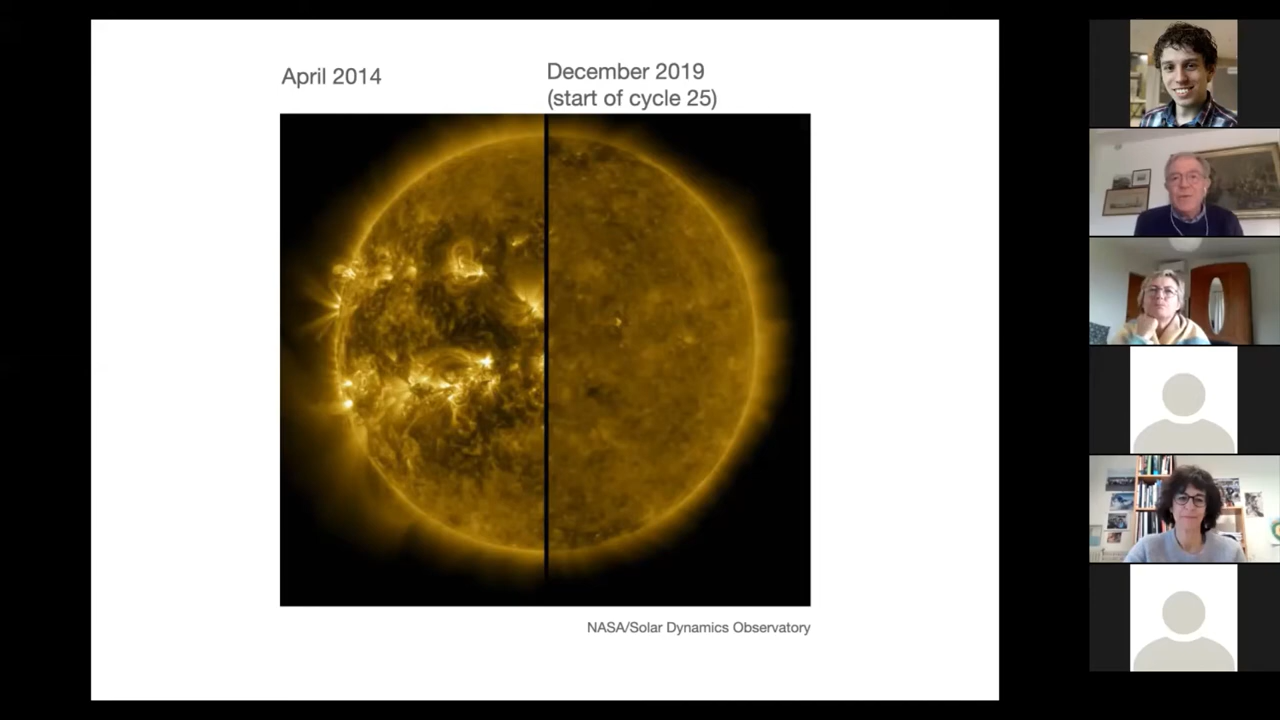 April 2014
December 2019
(start of cycle 25)
NASA/Solar Dynamics Observatory